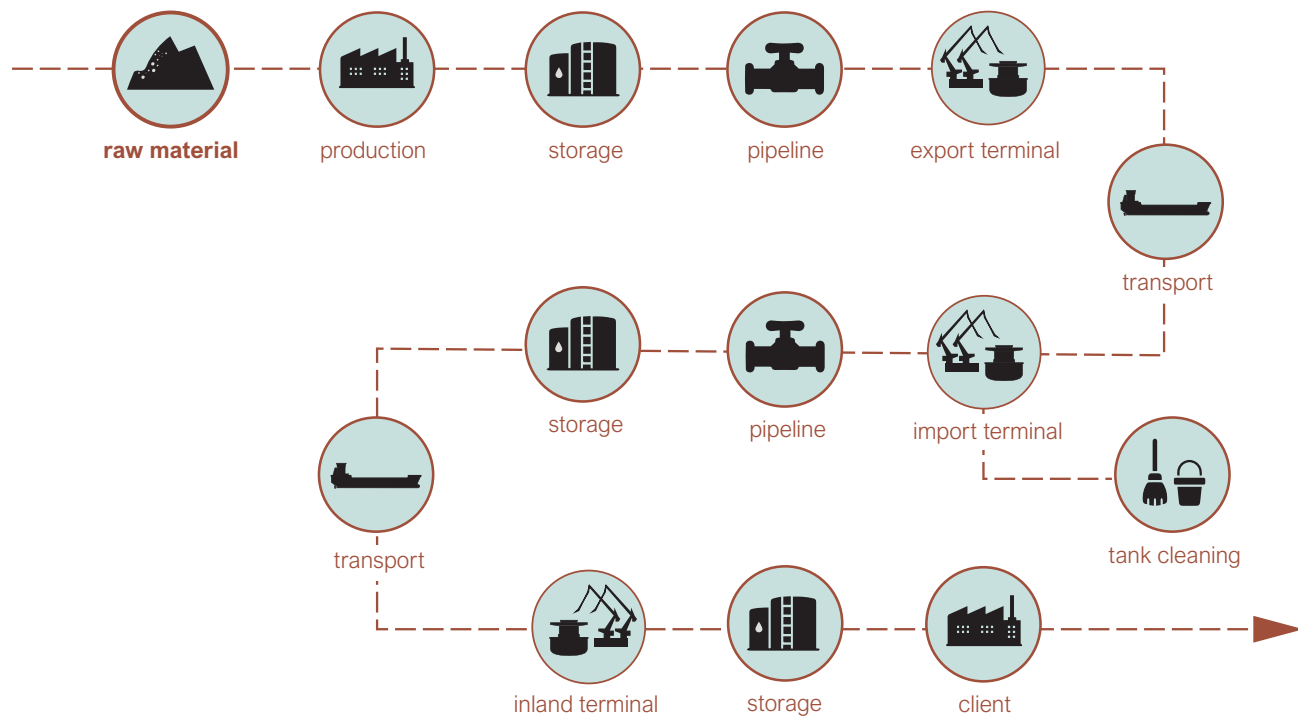 raw material
production
storage
pipeline
export terminal
transport
storage
pipeline
import terminal
transport
tank cleaning
inland terminal
storage
client